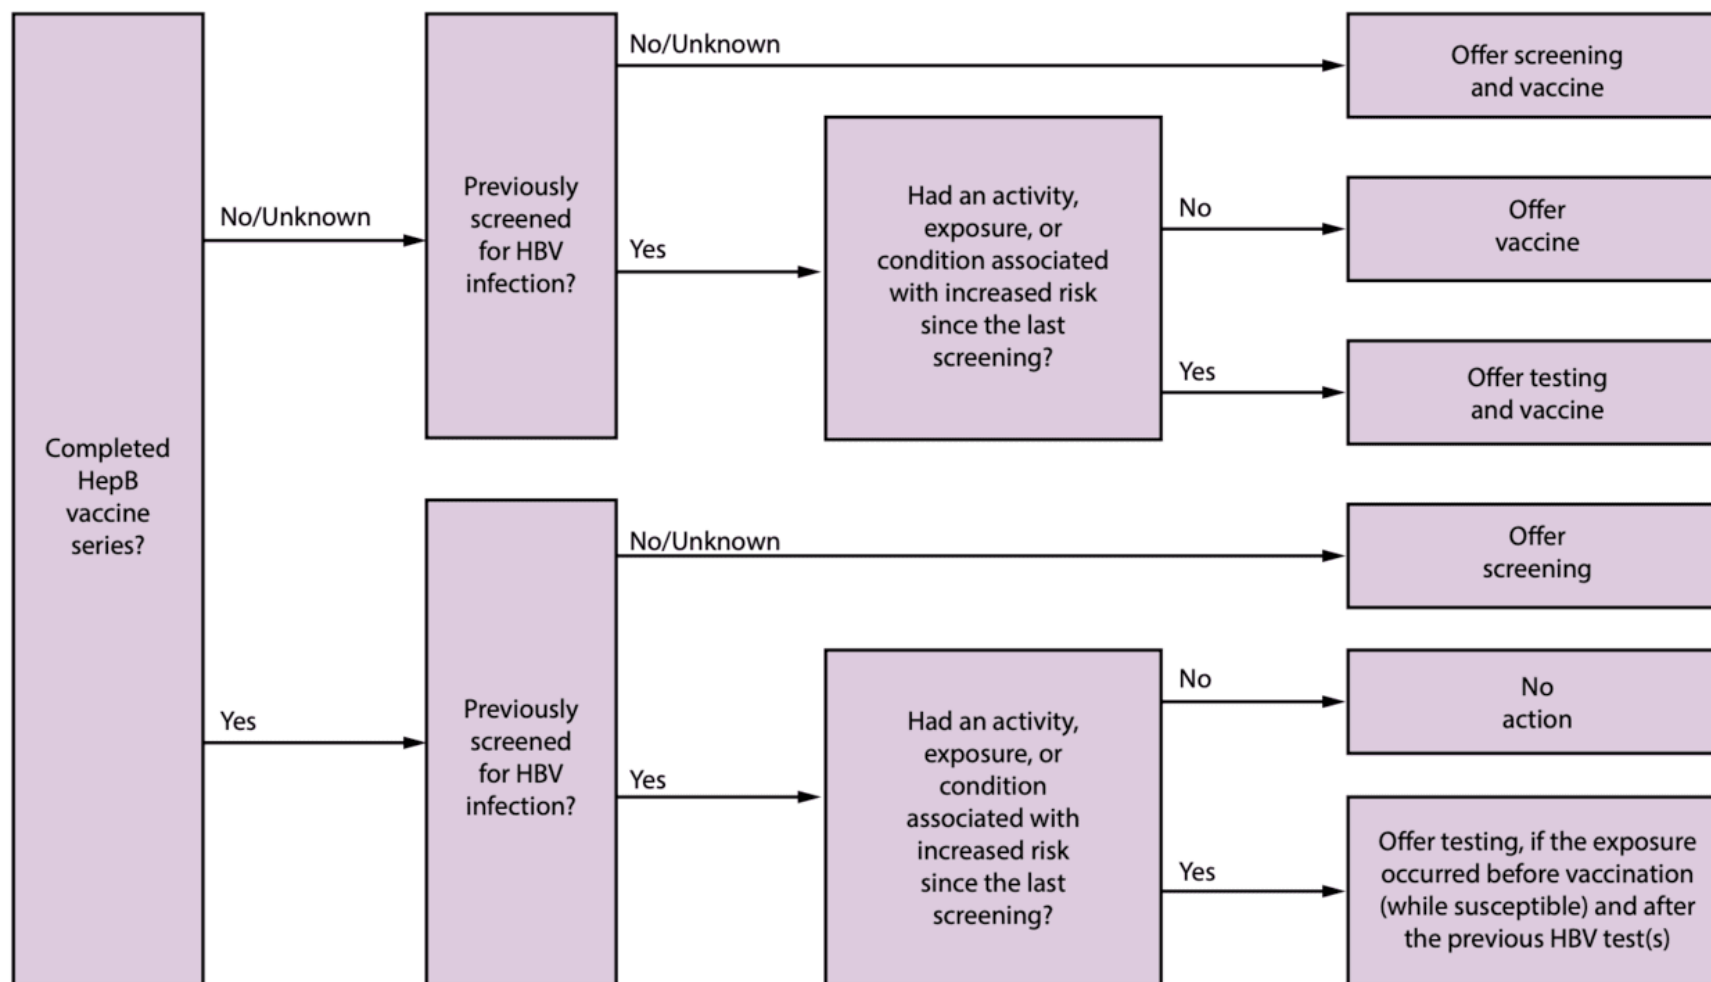 Completed
HepB
vaccine
series?
No/Unknown
Previously
screened
for HBV
infection?
No/Unknown
Offer screening
and vaccine
Yes
Had an activity,
exposure, or
condition associated
with increased risk
since the last
screening?
No
Offer
vaccine
Yes
Offer testing
and vaccine
Yes
Previously
screened
for HBV
infection?
No/Unknown
Offer
screening
Yes
Had an activity,
exposure, or
condition
associated with
increased risk
since the last
screening?
No
No
action
Yes
Offer testing, if the exposure
occurred before vaccination
(while susceptible) and after
the previous HBV test(s)